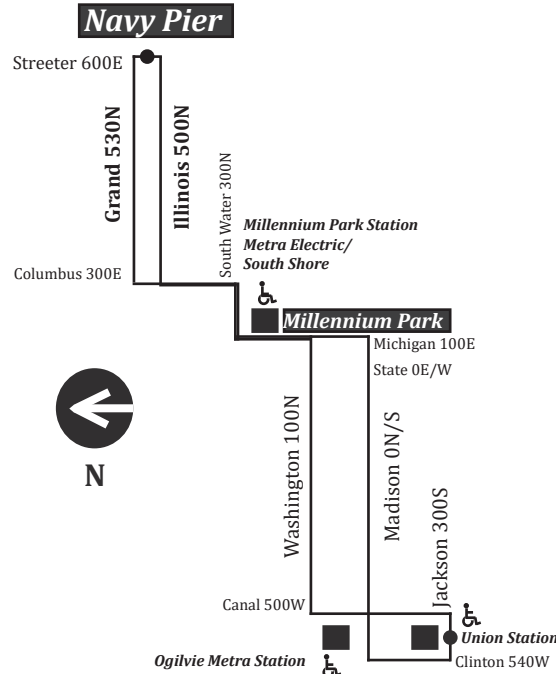 Navy Pier
Streeter 600E
Grand 530N
Illinois 500N
South Water 300N
Millennium Park Station
Metra Electric/
South Shore
Columbus 300E
Millennium Park
Michigan 100E
State 0E/W
N
Washington 100N
Madison 0N/S
Jackson 300S
Canal 500W
Union Station
Ogilvie Metra Station
Clinton 540W